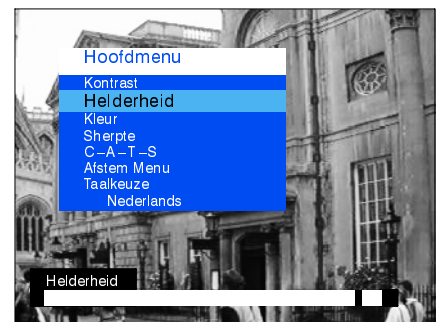 Hoofdmenu
Kontrast
Helderheid
Kleur
Sherpte
C–A–T–S
Afstem Menu
Taalkeuze
Nederlands
Helderheid